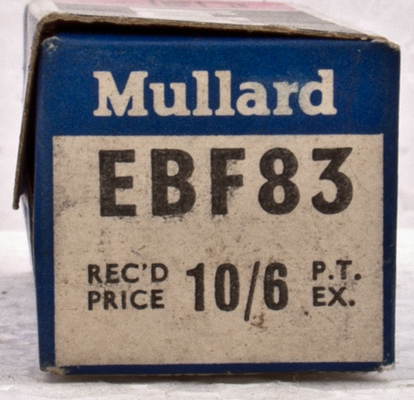 Mullard
EBF83
REC'D PRICE 10/6 P.T. EX.